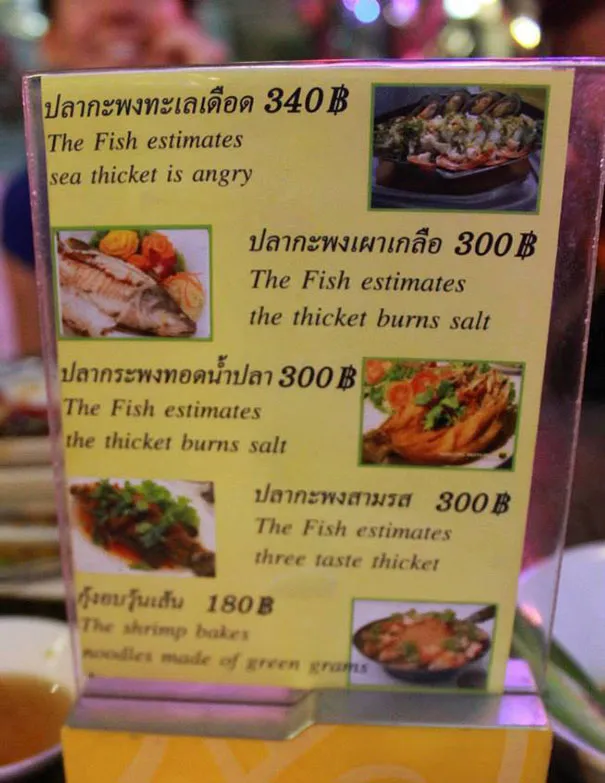 ปลากะพงทะเลเดือด 340฿
The Fish estimates
sea thicket is angry
ปลากะพงเผาเกลือ 300฿
The Fish estimates
the thicket burns salt
ปลากระพงทอดน้ำปลา 300฿
The Fish estimates
the thicket burns salt
ปลากะพงสามรส 300฿
The Fish estimates
three taste thicket
กุ้งอบวุ้นเส้น 180฿
The shrimp bakes
noodles made of green grams